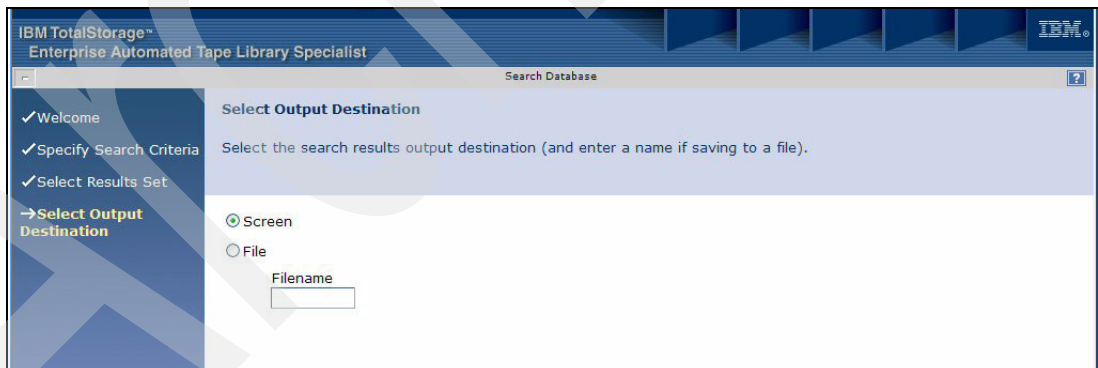 IBM TotalStorage™
Enterprise Automated Tape Library Specialist
IBM®
Search Database
?
✓Welcome
✓Specify Search Criteria
✓Select Results Set
→Select Output
Destination
Select Output Destination
Select the search results output destination (and enter a name if saving to a file).
Screen
File
Filename